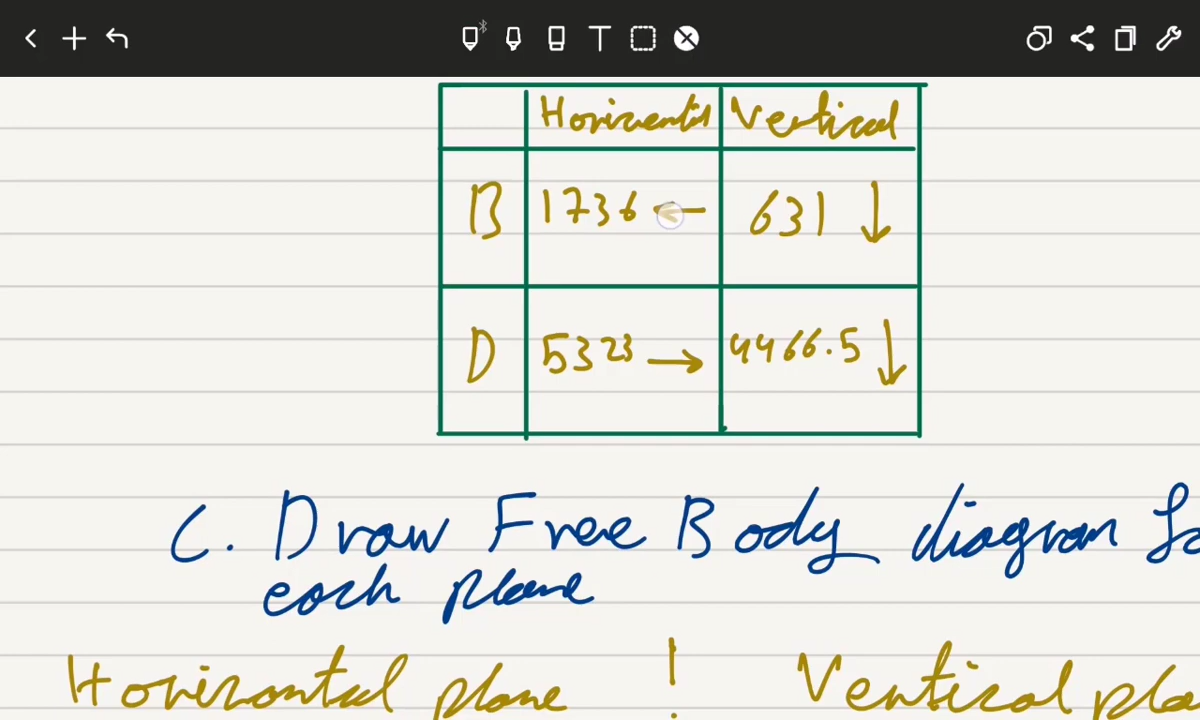 Horizontal Vertical
B 1736 ← 631 ↓
D 5323 → 4466.5 ↓
C. Draw Free Body diagram fo
each plane
Horizontal plane ! Vertical pla